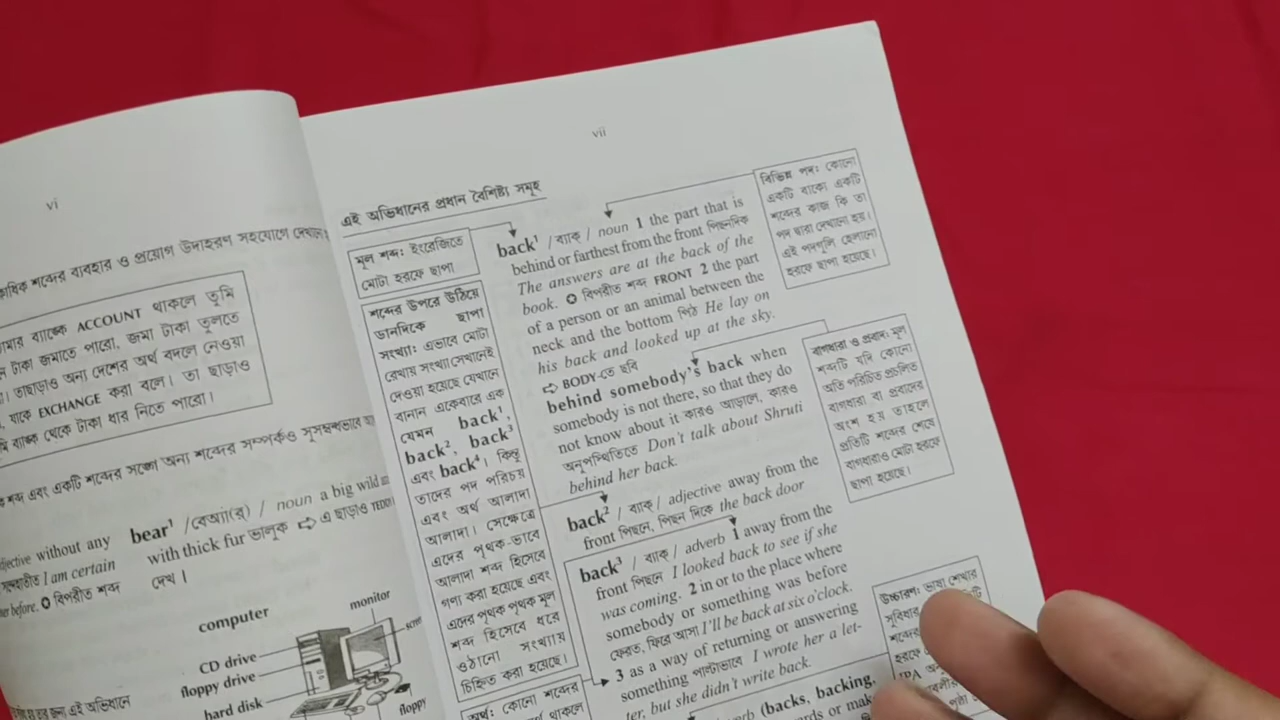 vi
শব্দের ব্যবহার ও প্রয়োগ উদাহরণ সহযোগে
ব্যাঙ্কে ACCOUNT থাকলে তুমি
টাকা জমাতে পারো, জমা টাকা তুলতে
তাছাড়াও অন্য দেশের অর্থ বদলে নেওয়া
যাকে EXCHANGE করা বলে। তা ছাড়াও
ব্যাঙ্ক থেকে টাকা ধার নিতে পারো।
শব্দ এবং একটি শব্দের সঙ্গে অন্য শব্দের সম্পর্কও সুসম্বদ্ধভাবে
without any
I am certain
before. ✪ বিপরীত শব্দ
bear¹ /বেঅ্যা(র্) / noun a big wild
with thick fur ভালুক ⇨ এ ছাড়াও
দেখ।
computer
monitor
CD drive
floppy drive
hard disk
floppy
এই অভিধানে
vii
এই অভিধানের প্রধান বৈশিষ্ট্য সমূহ
মূল শব্দ: ইংরেজিতে
মোটা হরফে ছাপা
শব্দের উপরে উঠিয়ে
ডানদিকে ছাপা
সংখ্যা: এভাবে মোটা
রেখায় সংখ্যা সেখানেই
দেওয়া হয়েছে যেখানে
বানান একেবারে এক
যেমন back¹,
back², back³
এবং back⁴। কিন্তু
তাদের পদ পরিচয়
এবং অর্থ আলাদা
আলাদা। সেক্ষেত্রে
এদের পৃথক-ভাবে
আলাদা শব্দ হিসেবে
গণ্য করা হয়েছে এবং
এদের পৃথক পৃথক মূল
শব্দ হিসেবে ধরে
ওঠানো সংখ্যায়
চিহ্নিত করা হয়েছে।
অর্থ: কোনো শব্দের
থাকলে
back¹ / ব্যাক্ / noun 1 the part that is
behind or farthest from the front পিছনদিক
The answers are at the back of the
book. ✪ বিপরীত শব্দ FRONT 2 the part
of a person or an animal between the
neck and the bottom পিঠ He lay on
his back and looked up at the sky.
⇨ BODY-তে ছবি
behind somebody's back when
somebody is not there, so that they do
not know about it কারও আড়ালে, কারও
অনুপস্থিতিতে Don't talk about Shruti
behind her back.
back² / ব্যাক্ / adjective away from the
front পিছনে, পিছন দিকে the back door
back³ / ব্যাক্ / adverb 1 away from the
front পিছনে I looked back to see if she
was coming. 2 in or to the place where
somebody or something was before
ফেরত, ফিরে আসা I'll be back at six o'clock.
3 as a way of returning or answering
something পাল্টাভাবে I wrote her a let-
ter, but she didn't write back.
verb (backs, backing,
বিভিন্ন পদ: কোনো
একটি বাক্যে একটি
শব্দের কাজ কি তা
পদ দ্বারা দেখানো হয়।
এই পদগুলি হেলানো
হরফে ছাপা হয়েছে।
বাগধারা ও প্রবাদ: মূল
শব্দটি যদি কোনো
অতি পরিচিত প্রচলিত
বাগধারা বা প্রবাদের
অংশ হয় তাহলে
প্রতিটি শব্দের শেষে
বাগধারাও মোটা হরফে
ছাপা হয়েছে।
উচ্চারণ: ভাষা শেখার